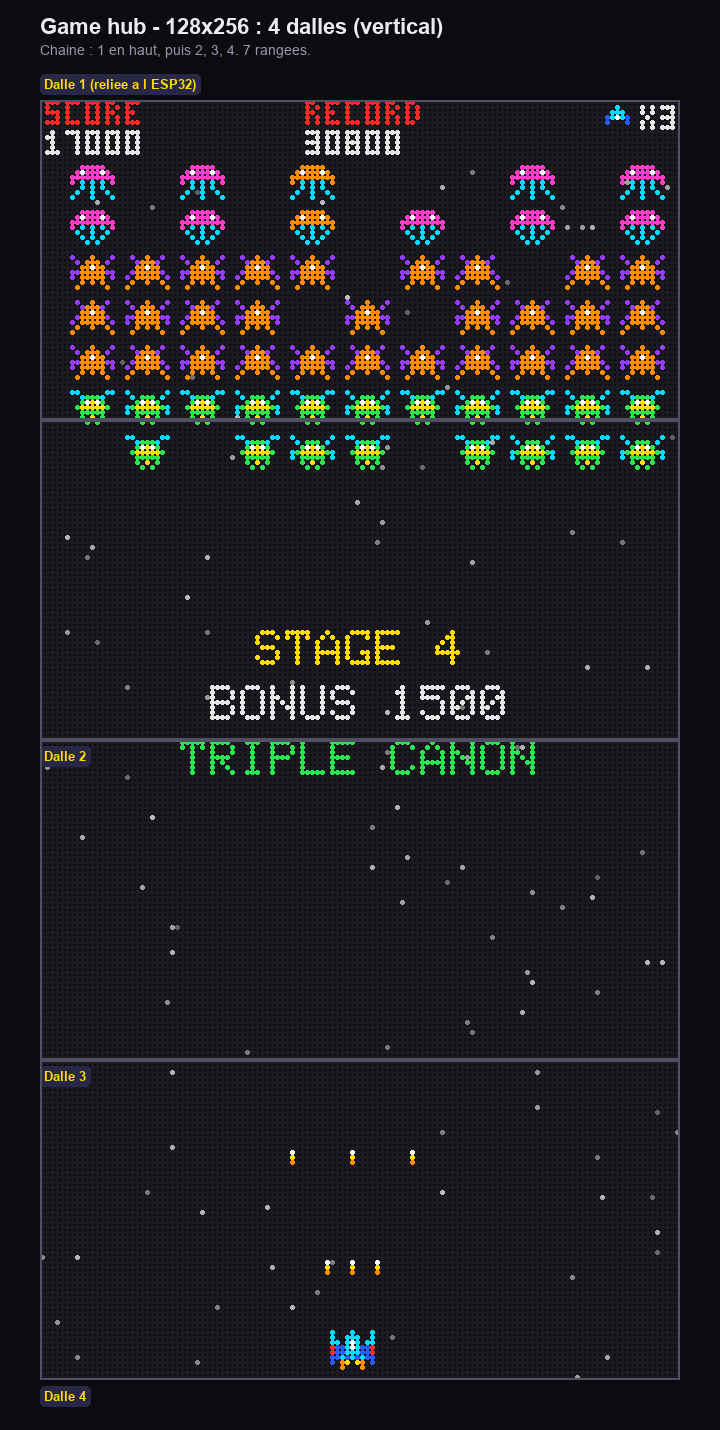 Game hub - 128x256 : 4 dalles (vertical)
Chaine : 1 en haut, puis 2, 3, 4. 7 rangees.
Dalle 1 (reliee a l ESP32)
SCORE RECORD X3
17000 30800
STAGE 4
BONUS 1500
Dalle 2
TRIPLE CANON
Dalle 3
Dalle 4